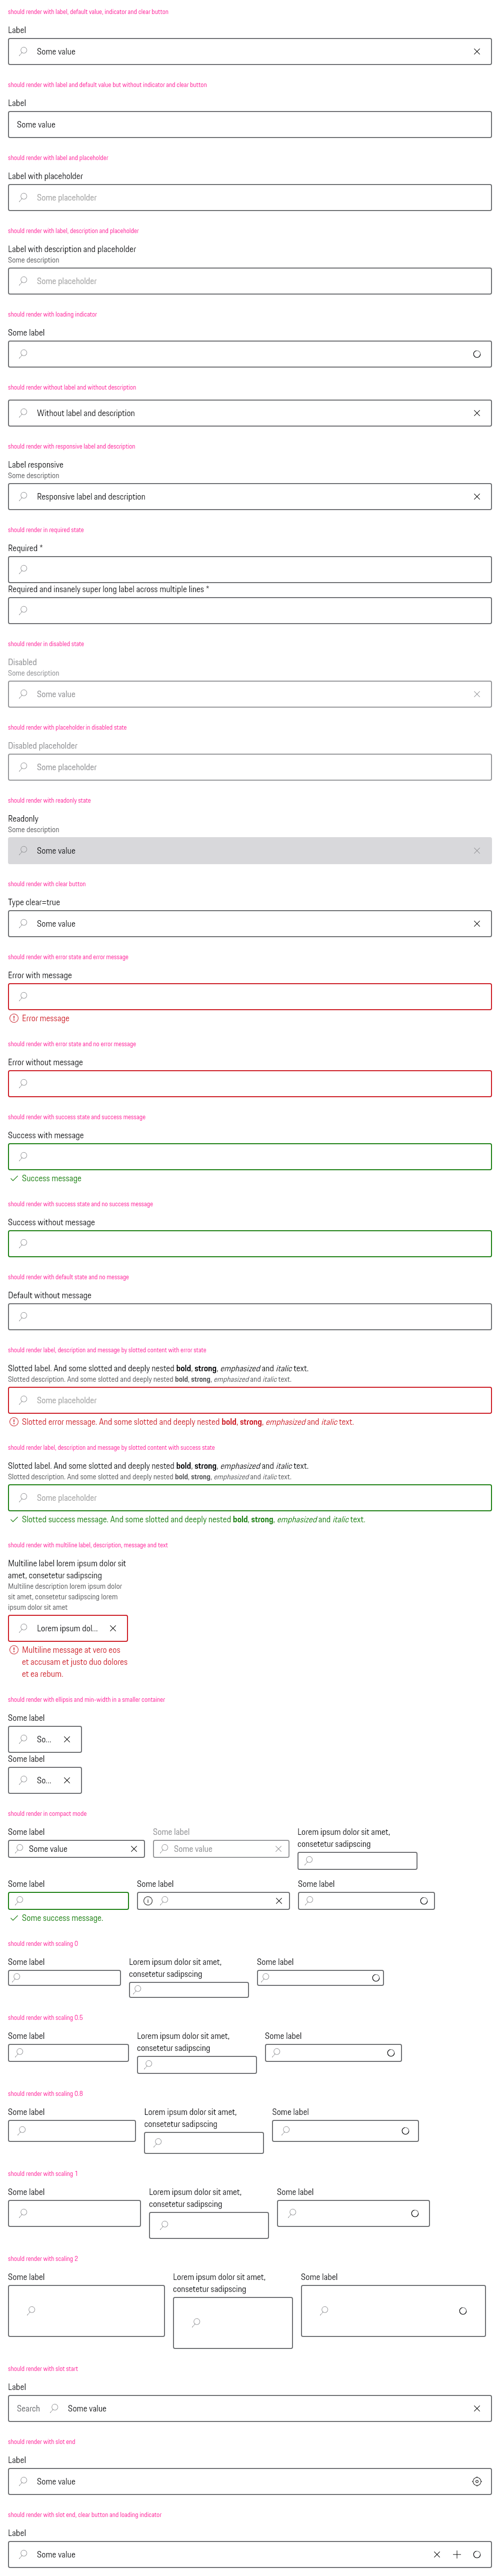 should render with label, default value, indicator and clear button
Label
Some value
should render with label and default value but without indicator and clear button
Label
Some value
should render with label and placeholder
Label with placeholder
Some placeholder
should render with label, description and placeholder
Label with description and placeholder
Some description
Some placeholder
should render with loading indicator
Some label
should render without label and without description
Without label and description
should render with responsive label and description
Label responsive
Some description
Responsive label and description
should render in required state
Required *
Required and insanely super long label across multiple lines *
should render in disabled state
Disabled
Some description
Some value
should render with placeholder in disabled state
Disabled placeholder
Some placeholder
should render with readonly state
Readonly
Some description
Some value
should render with clear button
Type clear=true
Some value
should render with error state and error message
Error with message
Error message
should render with error state and no error message
Error without message
should render with success state and success message
Success with message
Success message
should render with success state and no success message
Success without message
should render with default state and no message
Default without message
should render label, description and message by slotted content with error state
Slotted label. And some slotted and deeply nested bold, strong, emphasized and italic text.
Slotted description. And some slotted and deeply nested bold, strong, emphasized and italic text.
Some placeholder
Slotted error message. And some slotted and deeply nested bold, strong, emphasized and italic text.
should render label, description and message by slotted content with success state
Slotted label. And some slotted and deeply nested bold, strong, emphasized and italic text.
Slotted description. And some slotted and deeply nested bold, strong, emphasized and italic text.
Some placeholder
Slotted success message. And some slotted and deeply nested bold, strong, emphasized and italic text.
should render with multiline label, description, message and text
Multiline label lorem ipsum dolor sit
amet, consetetur sadipscing
Multiline description lorem ipsum dolor
sit amet, consetetur sadipscing lorem
ipsum dolor sit amet
Lorem ipsum dol...
Multiline message at vero eos
et accusam et justo duo dolores
et ea rebum.
should render with ellipsis and min-width in a smaller container
Some label
So...
Some label
So...
should render in compact mode
Some label
Some value
Some label
Some value
Lorem ipsum dolor sit amet,
consetetur sadipscing
Some label
Some success message.
Some label
Some label
should render with scaling 0
Some label
Lorem ipsum dolor sit amet,
consetetur sadipscing
Some label
should render with scaling 0.5
Some label
Lorem ipsum dolor sit amet,
consetetur sadipscing
Some label
should render with scaling 0.8
Some label
Lorem ipsum dolor sit amet,
consetetur sadipscing
Some label
should render with scaling 1
Some label
Lorem ipsum dolor sit amet,
consetetur sadipscing
Some label
should render with scaling 2
Some label
Lorem ipsum dolor sit amet,
consetetur sadipscing
Some label
should render with slot start
Label
Search
Some value
should render with slot end
Label
Some value
should render with slot end, clear button and loading indicator
Label
Some value